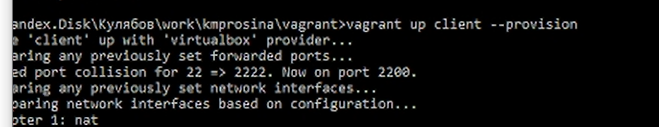 andex.Disk\Кулябов\work\kmprosina\vagrant>vagrant up client --provision
'client' up with 'virtualbox' provider...
aring any previously set forwarded ports...
ed port collision for 22 => 2222. Now on port 2200.
aring any previously set network interfaces...
paring network interfaces based on configuration...
pter 1: nat